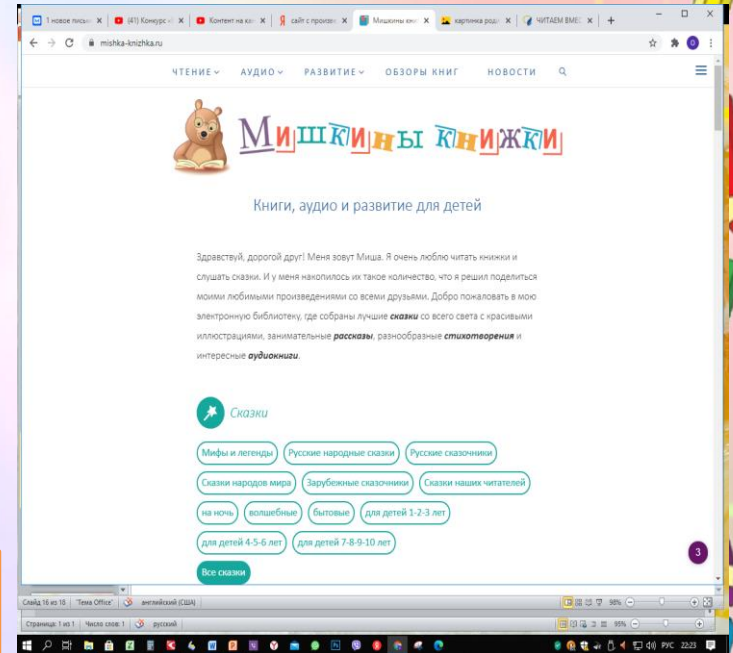 1 новое письм
(41) Конкурс «
Контент на кан
сайт с произве
Мишкины кни
картинка роди
ЧИТАЕМ ВМЕС
mishka-knizhka.ru
ЧТЕНИЕ АУДИО РАЗВИТИЕ ОБЗОРЫ КНИГ НОВОСТИ
Мишкины книжки
Книги, аудио и развитие для детей
Здравствуй, дорогой друг! Меня зовут Миша. Я очень люблю читать книжки и
слушать сказки. И у меня накопилось их такое количество, что я решил поделиться
моими любимыми произведениями со всеми друзьями. Добро пожаловать в мою
электронную библиотеку, где собраны лучшие сказки со всего света с красивыми
иллюстрациями, занимательные рассказы, разнообразные стихотворения и
интересные аудиокниги.
Сказки
Мифы и легенды Русские народные сказки Русские сказочники
Сказки народов мира Зарубежные сказочники Сказки наших читателей
на ночь волшебные бытовые для детей 1-2-3 лет
для детей 4-5-6 лет для детей 7-8-9-10 лет
Все сказки
3
Слайд 16 из 18 "Тема Office" английский (США) 98%
Страница: 1 из 1 Число слов: 1 русский 95%
РУС 22:23